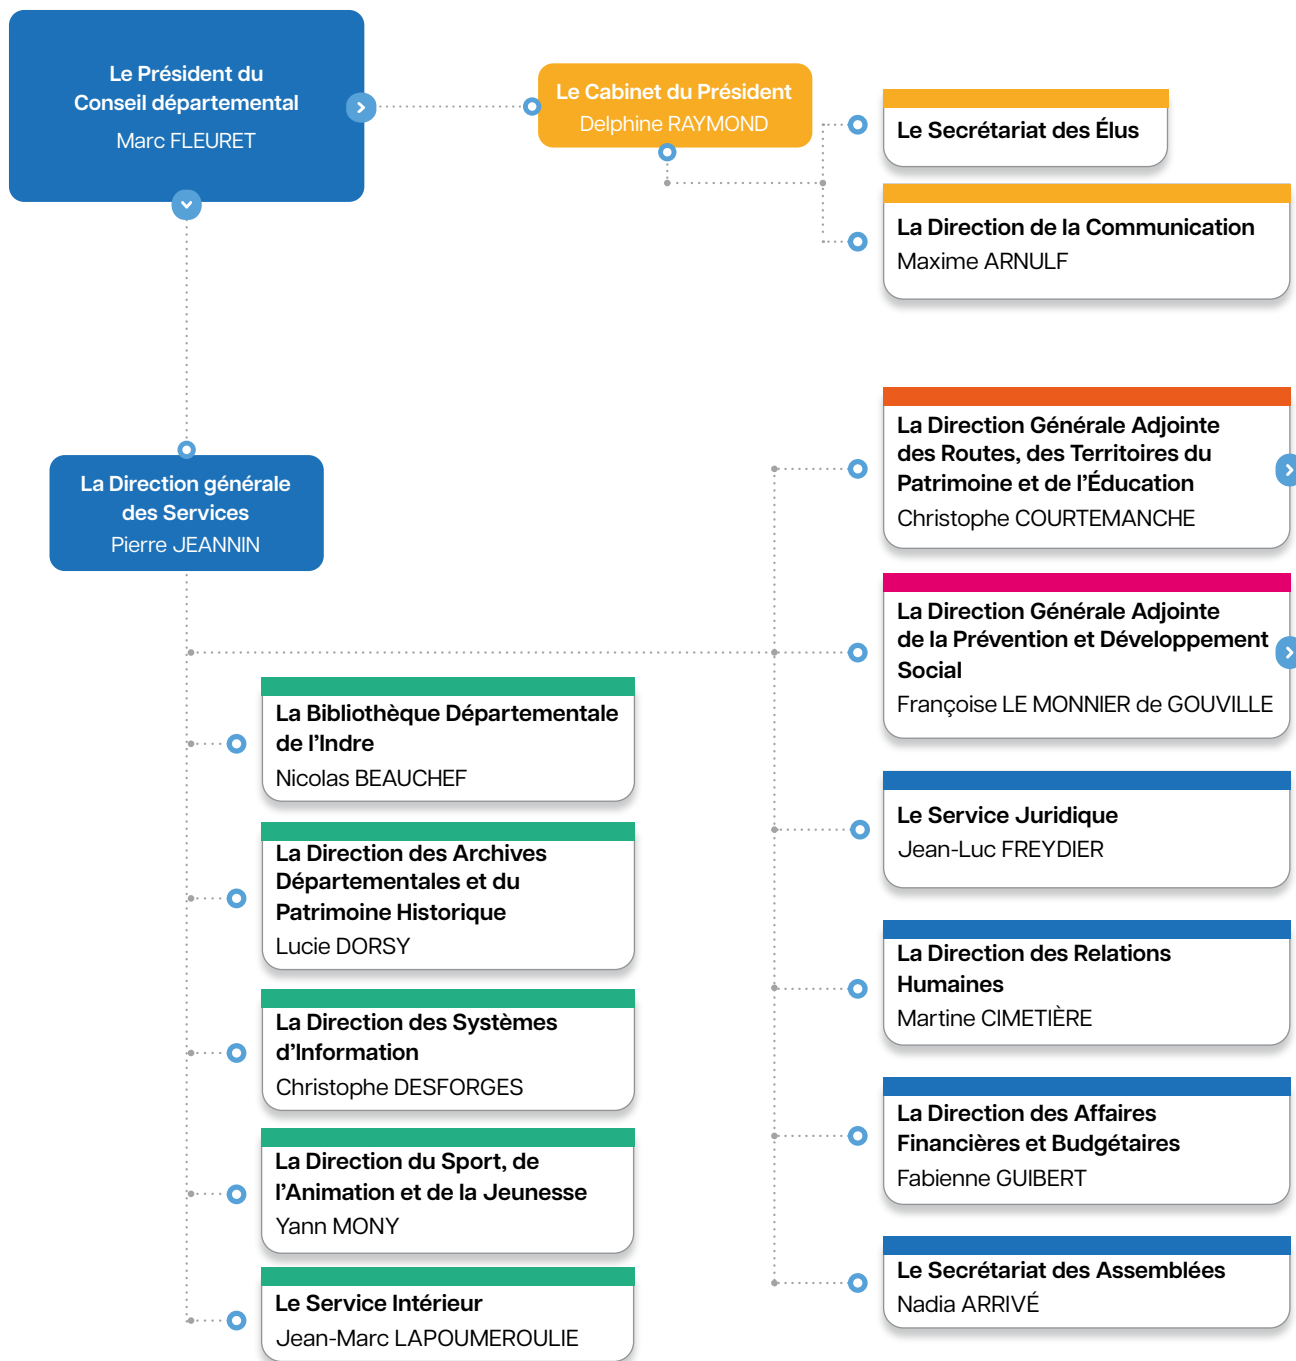 Le Président du
Conseil départemental
Marc FLEURET
Le Cabinet du Président
Delphine RAYMOND
Le Secrétariat des Élus
La Direction de la Communication
Maxime ARNULF
La Direction générale
des Services
Pierre JEANNIN
La Direction Générale Adjointe
des Routes, des Territoires du
Patrimoine et de l’Éducation
Christophe COURTEMANCHE
La Direction Générale Adjointe
de la Prévention et Développement
Social
Françoise LE MONNIER de GOUVILLE
Le Service Juridique
Jean-Luc FREYDIER
La Direction des Relations
Humaines
Martine CIMETIÈRE
La Direction des Affaires
Financières et Budgétaires
Fabienne GUIBERT
Le Secrétariat des Assemblées
Nadia ARRIVÉ
La Bibliothèque Départementale
de l’Indre
Nicolas BEAUCHEF
La Direction des Archives
Départementales et du
Patrimoine Historique
Lucie DORSY
La Direction des Systèmes
d’Information
Christophe DESFORGES
La Direction du Sport, de
l’Animation et de la Jeunesse
Yann MONY
Le Service Intérieur
Jean-Marc LAPOUMEROULIE